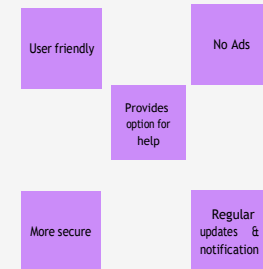 User friendly
No Ads
Provides
option for
help
More secure
Regular
updates & 
notification